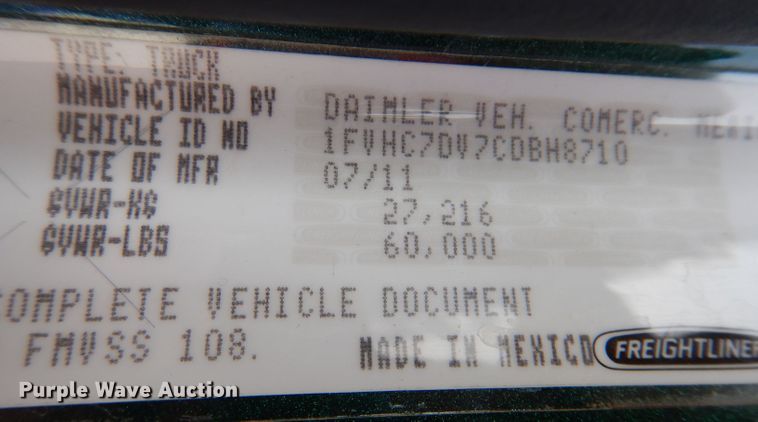 TYPE: TRUCK
MANUFACTURED BY DAIMLER VEH. COMERC.
VEHICLE ID NO 1FVHC7DV7CDBH8710
DATE OF MFR 07/11
GVWR-KG 27,216
GVWR-LBS 60,000
OMPLETE VEHICLE DOCUMENT
FMVSS 108. MADE IN MEXICO FREIGHTLINER
Purple Wave Auction